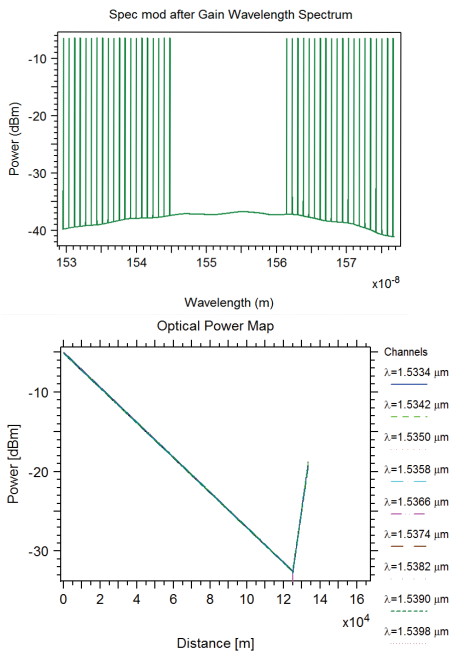 Spec mod after Gain Wavelength Spectrum
Power (dBm)
-10
-20
-30
-40
153 154 155 156 157
x10-8
Wavelength (m)
Optical Power Map
Power [dBm]
-10
-20
-30
0 2 4 6 8 10 12 14 16
x10^4
Distance [m]
Channels
λ=1.5334 µm
λ=1.5342 µm
λ=1.5350 µm
λ=1.5358 µm
λ=1.5366 µm
λ=1.5374 µm
λ=1.5382 µm
λ=1.5390 µm
λ=1.5398 µm